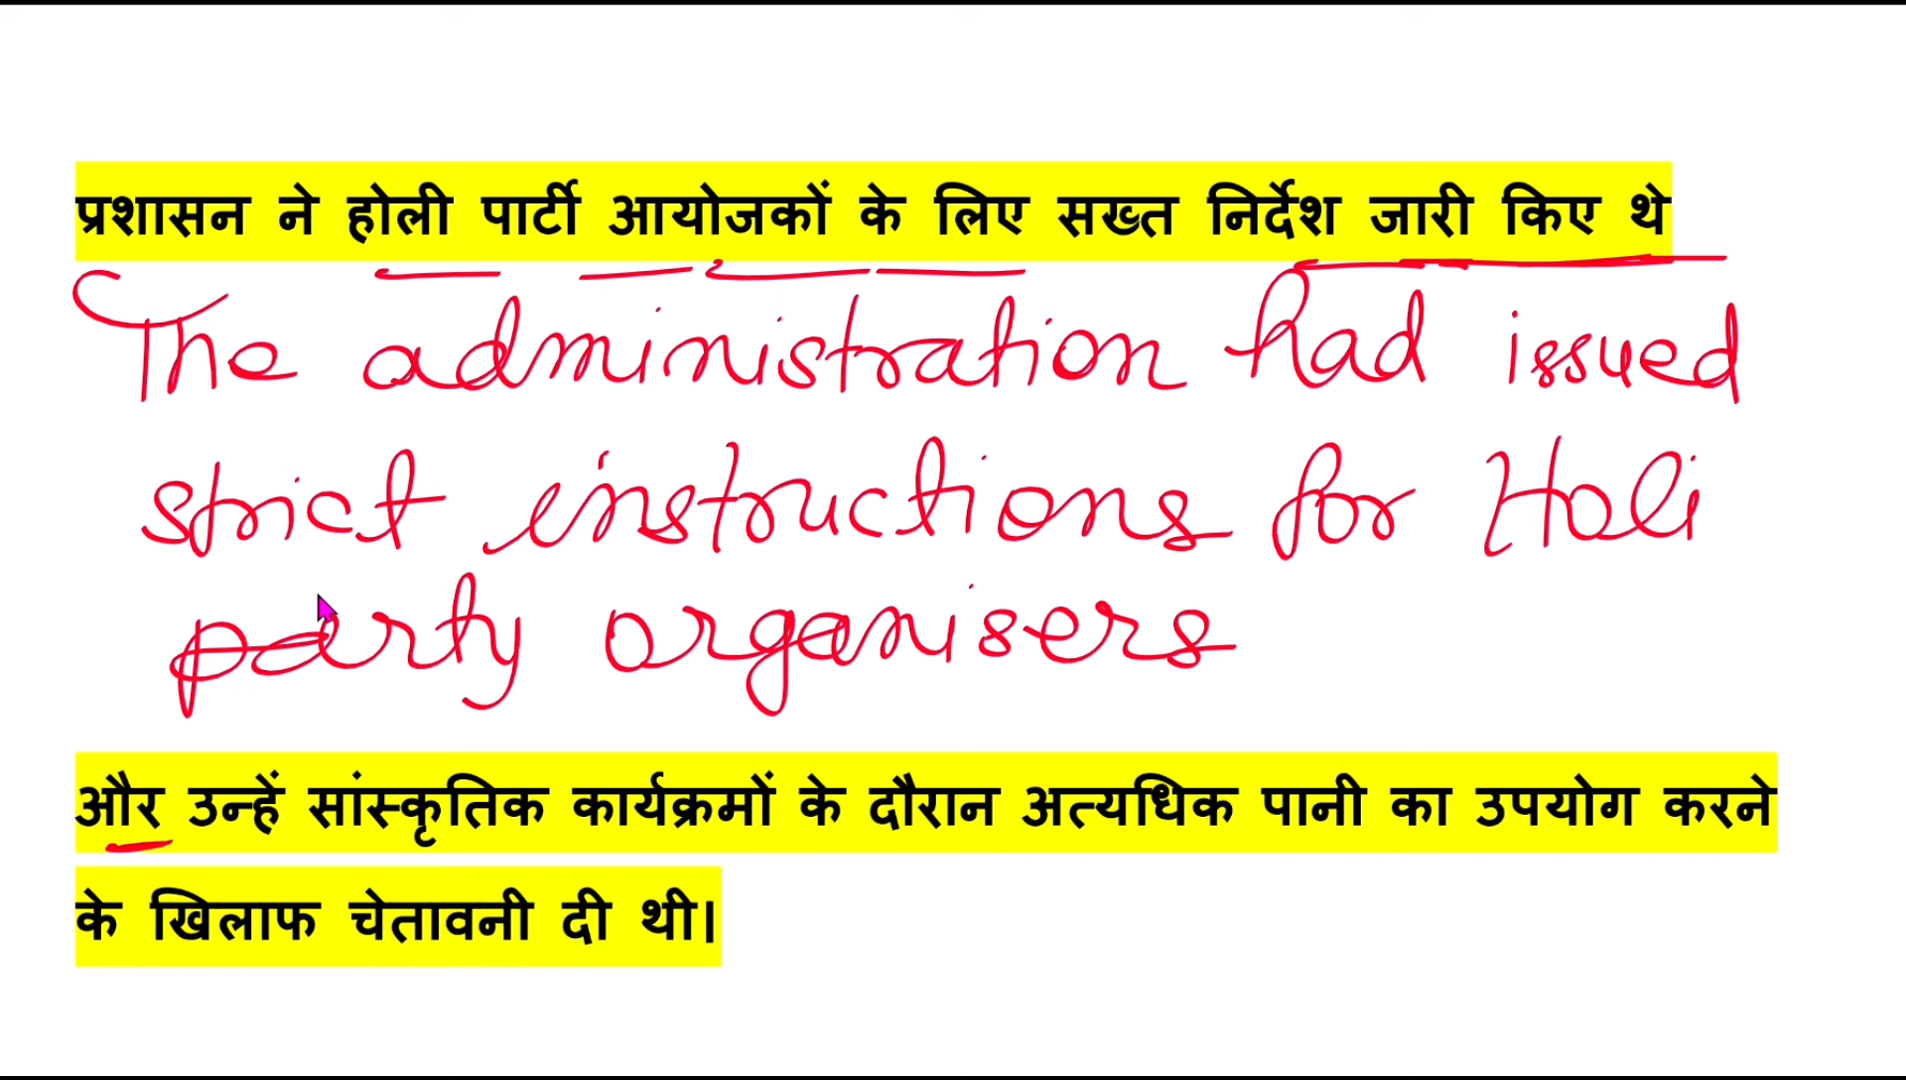 प्रशासन ने होली पार्टी आयोजकों के लिए सख्त निर्देश जारी किए थे
The administration had issued
strict instructions for Holi
party organisers
और उन्हें सांस्कृतिक कार्यक्रमों के दौरान अत्यधिक पानी का उपयोग करने
के खिलाफ चेतावनी दी थी।